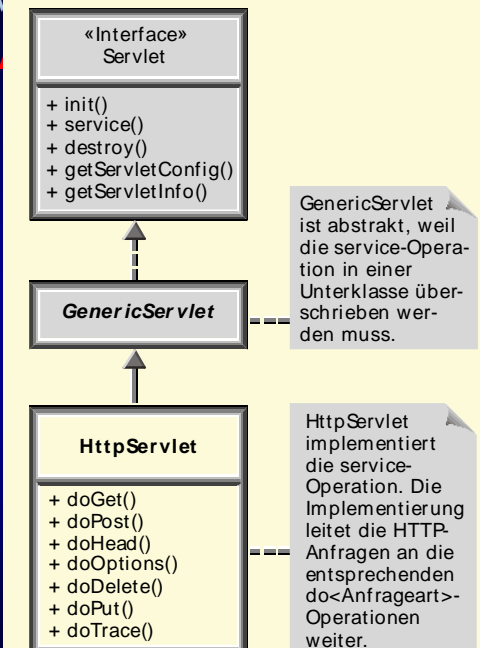 «Interface»
Servlet
+ init()
+ service()
+ destroy()
+ getServletConfig()
+ getServletInfo()
GenericServlet
ist abstrakt, weil
die service-Opera-
tion in einer
Unterklasse über-
schrieben wer-
den muss.
GenericServlet
HttpServlet
+ doGet()
+ doPost()
+ doHead()
+ doOptions()
+ doDelete()
+ doPut()
+ doTrace()
HttpServlet
implementiert
die service-
Operation. Die
Implementierung
leitet die HTTP-
Anfragen an die
entsprechenden
do<Anfrageart>-
Operationen
weiter.